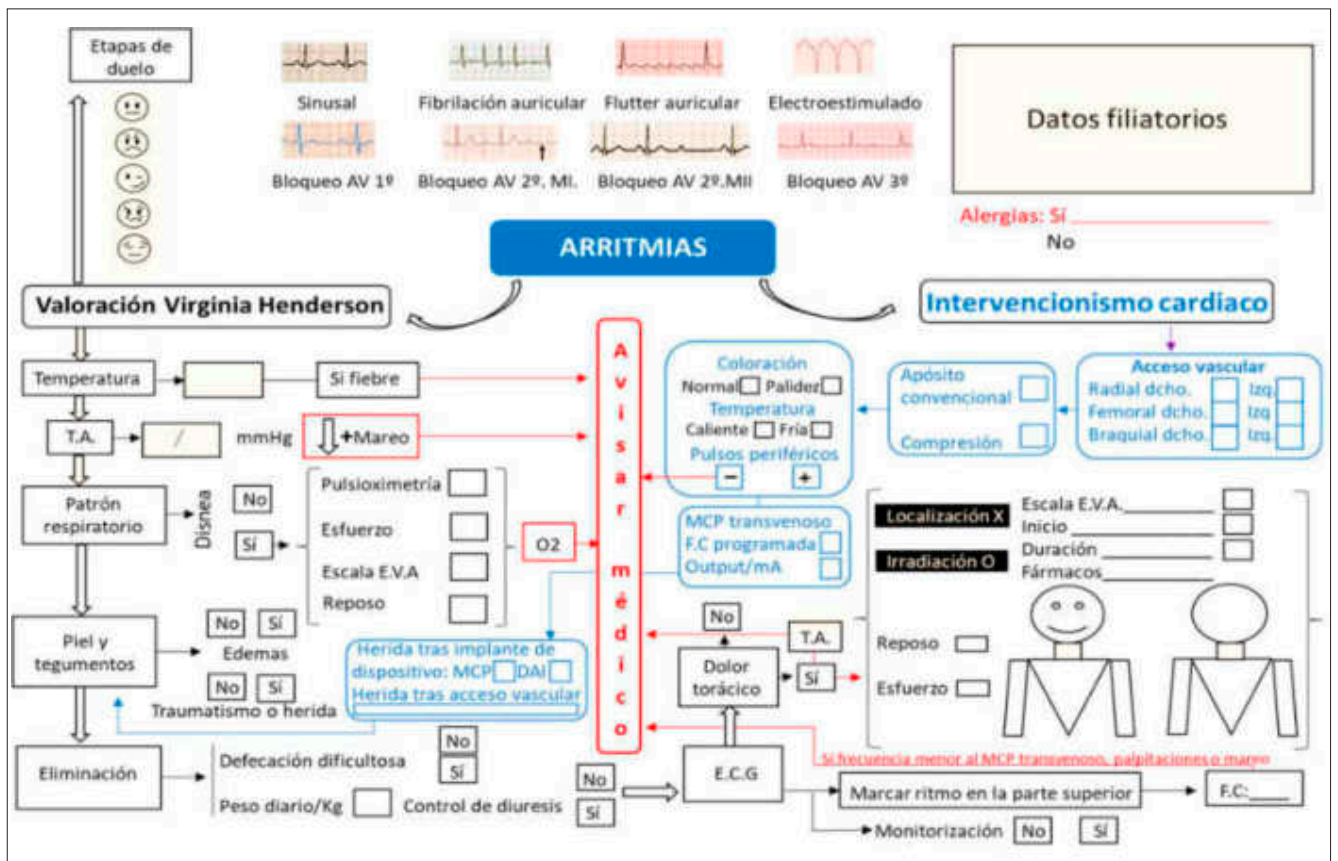 Etapas de
duelo
Sinusal
Fibrilación auricular
Flutter auricular
Electroestimulado
Bloqueo AV 1º
Bloqueo AV 2º. MI.
Bloqueo AV 2º.MII
Bloqueo AV 3º
Datos filiatorios
Alergias: Sí
No
ARRITMIAS
Valoración Virginia Henderson
Intervencionismo cardiaco
Temperatura
Si fiebre
T.A.
/
mmHg
+Mareo
Patrón
respiratorio
Disnea
No
Sí
Pulsioximetría
Esfuerzo
Escala E.V.A
Reposo
O2
Avisar médico
Coloración
Normal Palidez
Temperatura
Caliente Fría
Pulsos periféricos
− +
Apósito
convencional
Compresión
Acceso vascular
Radial dcho. Izq.
Femoral dcho. Izq
Braquial dcho. Izq.
MCP transvenoso
F.C programada
Output/mA
Localización X
Irradiación O
Escala E.V.A.
Inicio
Duración
Fármacos
Reposo
Esfuerzo
Piel y
tegumentos
No Sí
Edemas
No Sí
Traumatismo o herida
Herida tras implante de
dispositivo: MCP DAI
Herida tras acceso vascular
No
Dolor
torácico
T.A.
Sí
Eliminación
Defecación dificultosa
No
Sí
Peso diario/Kg
Control de diuresis
No
Sí
E.C.G
Si frecuencia menor al MCP transvenoso, palpitaciones o mareo
Marcar ritmo en la parte superior
F.C:
Monitorización No Sí